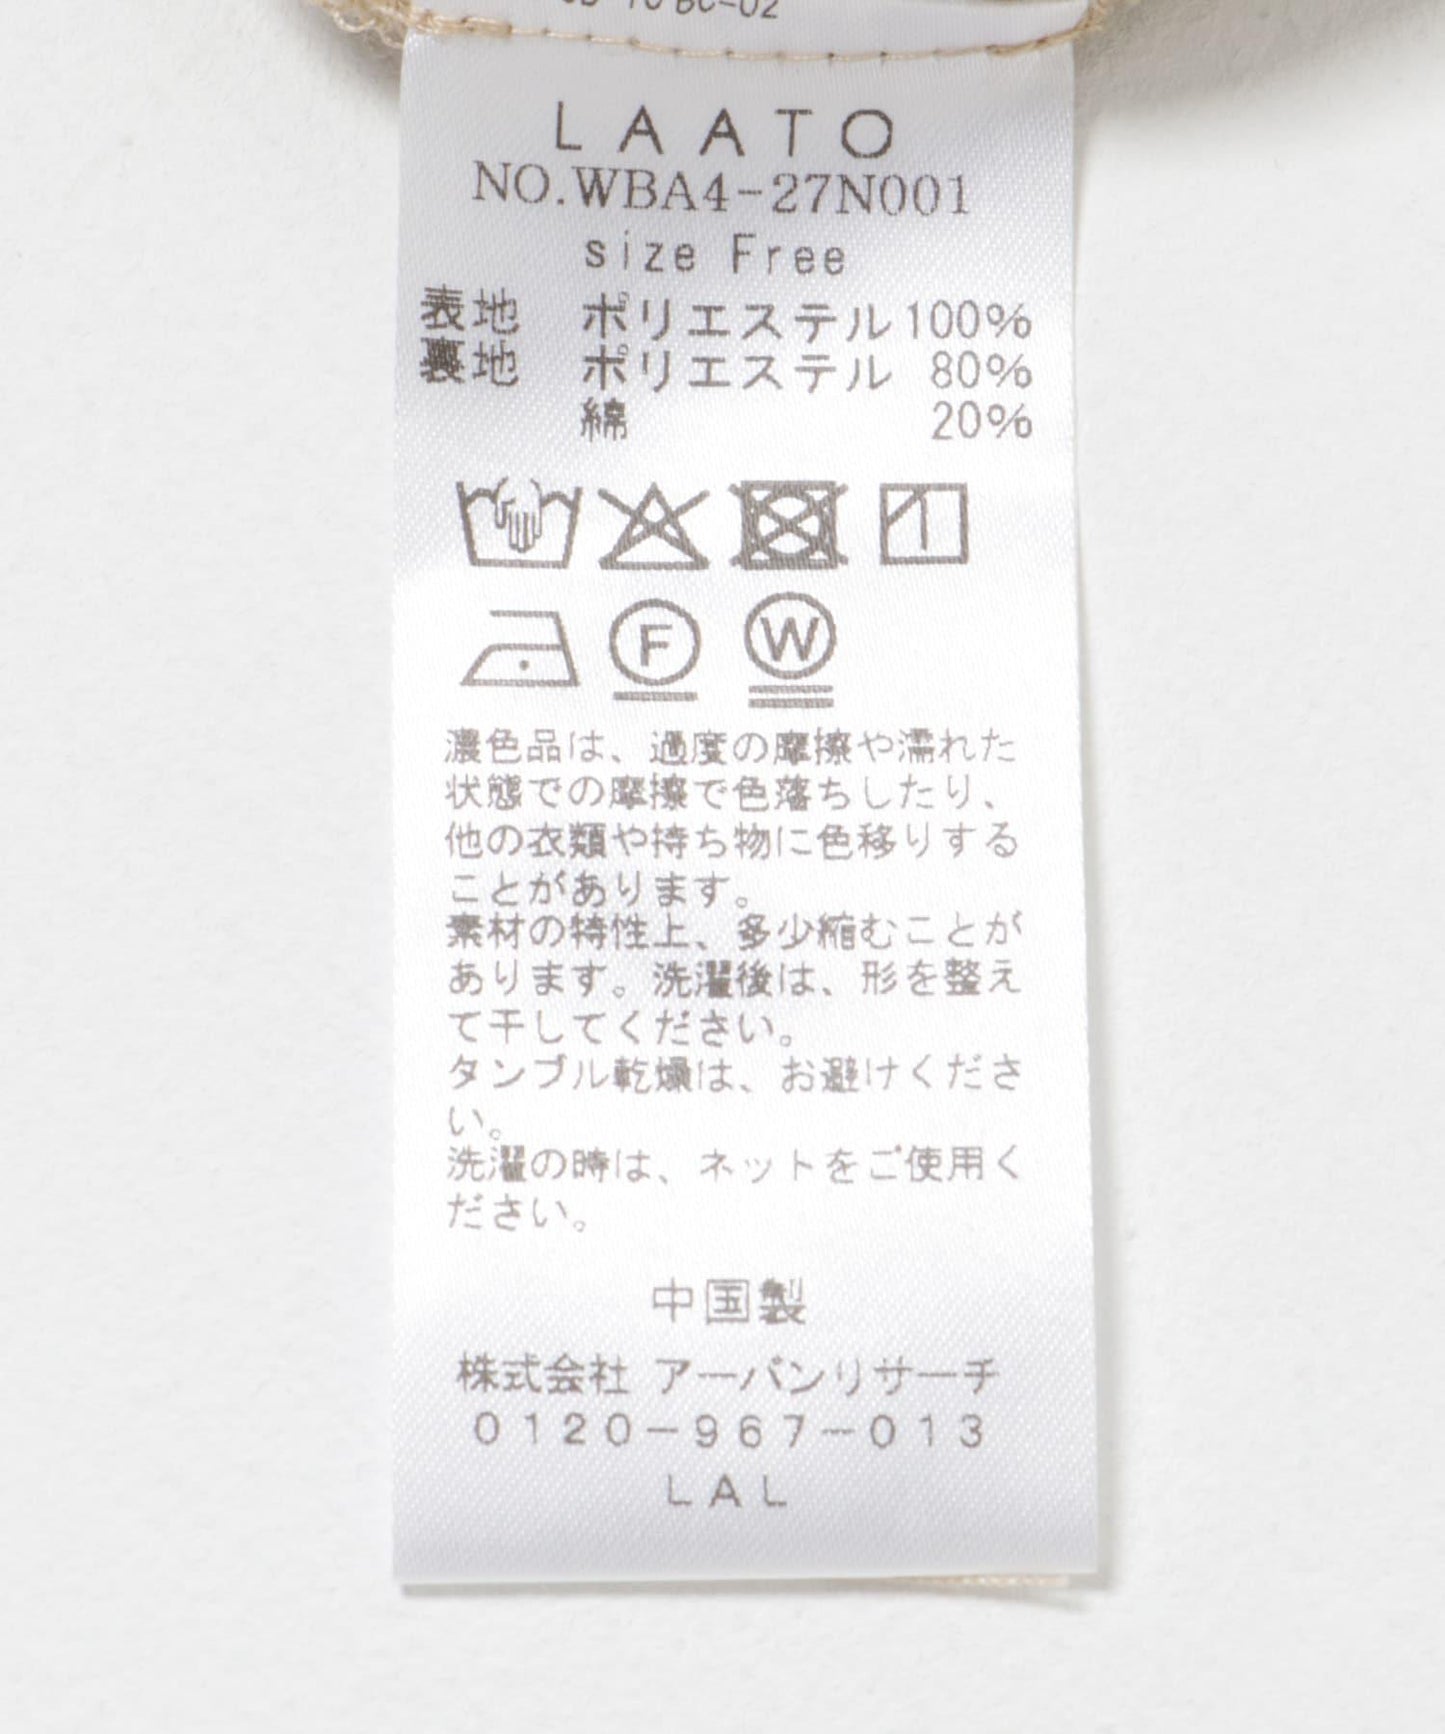 LAATO
NO.WBA4-27N001
size Free
表地 ポリエステル 100%
裏地 ポリエステル 80%
綿 20%
F W
濃色品は、過度の摩擦や濡れた
状態での摩擦で色落ちしたり、
他の衣類や持ち物に色移りする
ことがあります。
素材の特性上、多少縮むことが
あります。洗濯後は、形を整え
て干してください。
タンブル乾燥は、お避けくださ
い。
洗濯の時は、ネットをご使用く
ださい。
中国製
株式会社 アーバンリサーチ
0120-967-013
LAL